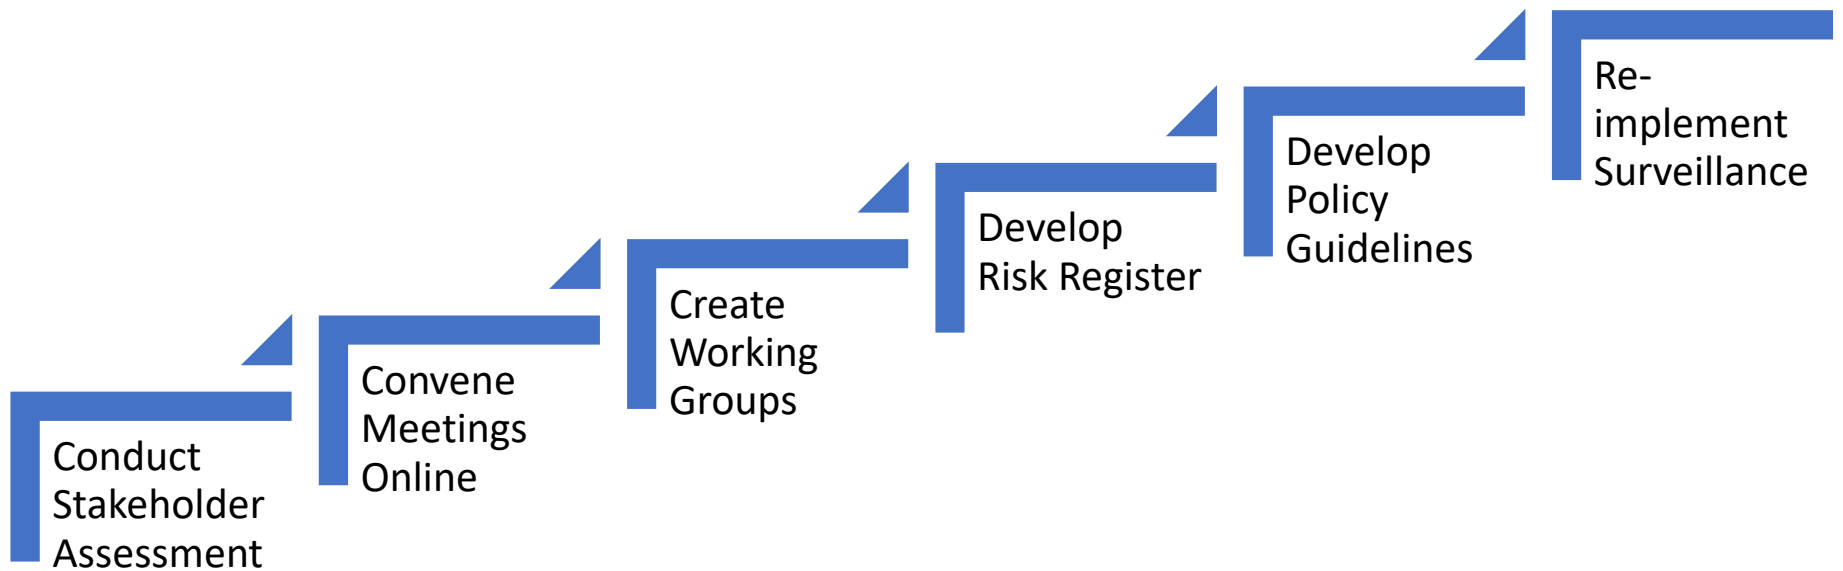 Conduct
Stakeholder
Assessment
Convene
Meetings
Online
Create
Working
Groups
Develop
Risk Register
Develop
Policy
Guidelines
Re-
implement
Surveillance